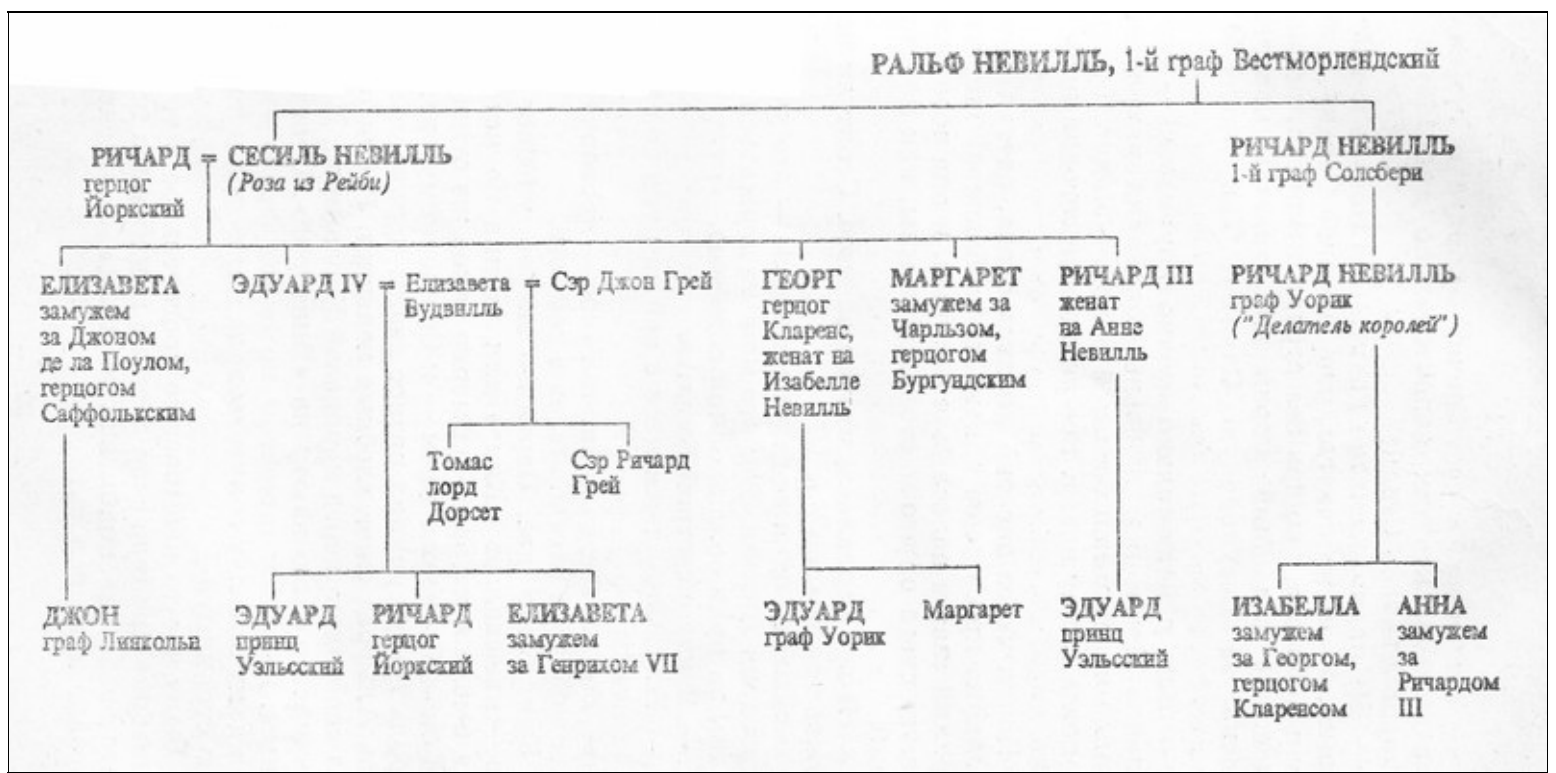 РАЛЬФ НЕВИЛЛЬ, 1-й граф Вестморлендский
РИЧАРД = СЕСИЛЬ НЕВИЛЛЬ
герцог
Йоркский
(Роза из Рейби)
РИЧАРД НЕВИЛЛЬ
1-й граф Солсбери
ЕЛИЗАВЕТА
замужем
за Джоном
де ла Поулом,
герцогом
Саффолькским
ЭДУАРД IV = Елизавета = Сэр Джон Грей
Вудвилль
ГЕОРГ
герцог
Кларенс,
женат на
Изабелле
Невилль
МАРГАРЕТ
замужем за
Чарльзом,
герцогом
Бургундским
РИЧАРД III
женат
на Анне
Невилль
РИЧАРД НЕВИЛЛЬ
граф Уорик
("Делатель королей")
Томас
лорд
Дорсет
Сэр Ричард
Грей
ДЖОН
граф Линкольн
ЭДУАРД
принц
Уэльсский
РИЧАРД
герцог
Йоркский
ЕЛИЗАВЕТА
замужем
за Генрихом VII
ЭДУАРД
граф Уорик
Маргарет
ЭДУАРД
принц
Уэльсский
ИЗАБЕЛЛА
замужем
за Георгом,
герцогом
Кларенсом
АННА
замужем
за
Ричардом
III